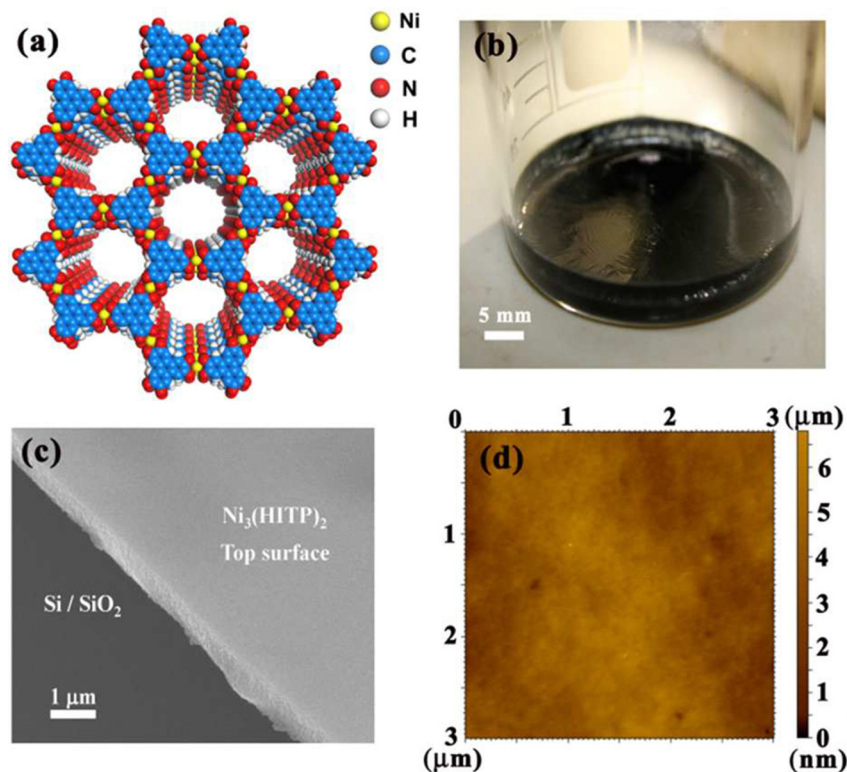 (a)
Ni
C
N
H
(b)
5 mm
(c)
Ni₃(HITP)₂
Top surface
Si / SiO₂
1 μm
(d)
0 1 2 3 (μm)
1
2
3
(μm)
6
5
4
3
2
1
0
(nm)